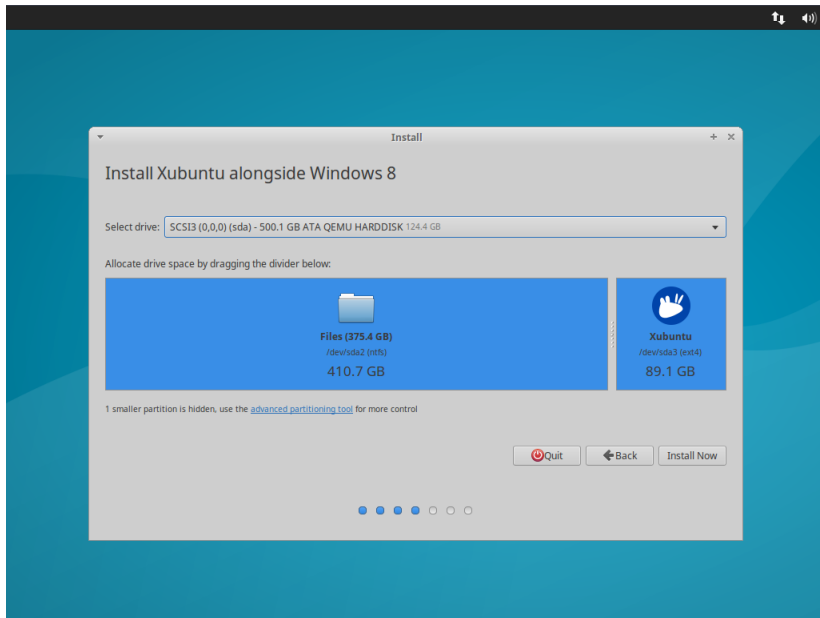 Install
Install Xubuntu alongside Windows 8
Select drive: SCSI3 (0,0,0) (sda) - 500.1 GB ATA QEMU HARDDISK 124.4 GB
Allocate drive space by dragging the divider below:
Files (375.4 GB)
/dev/sda2 (ntfs)
410.7 GB
Xubuntu
/dev/sda3 (ext4)
89.1 GB
1 smaller partition is hidden, use the advanced partitioning tool for more control
Quit Back Install Now